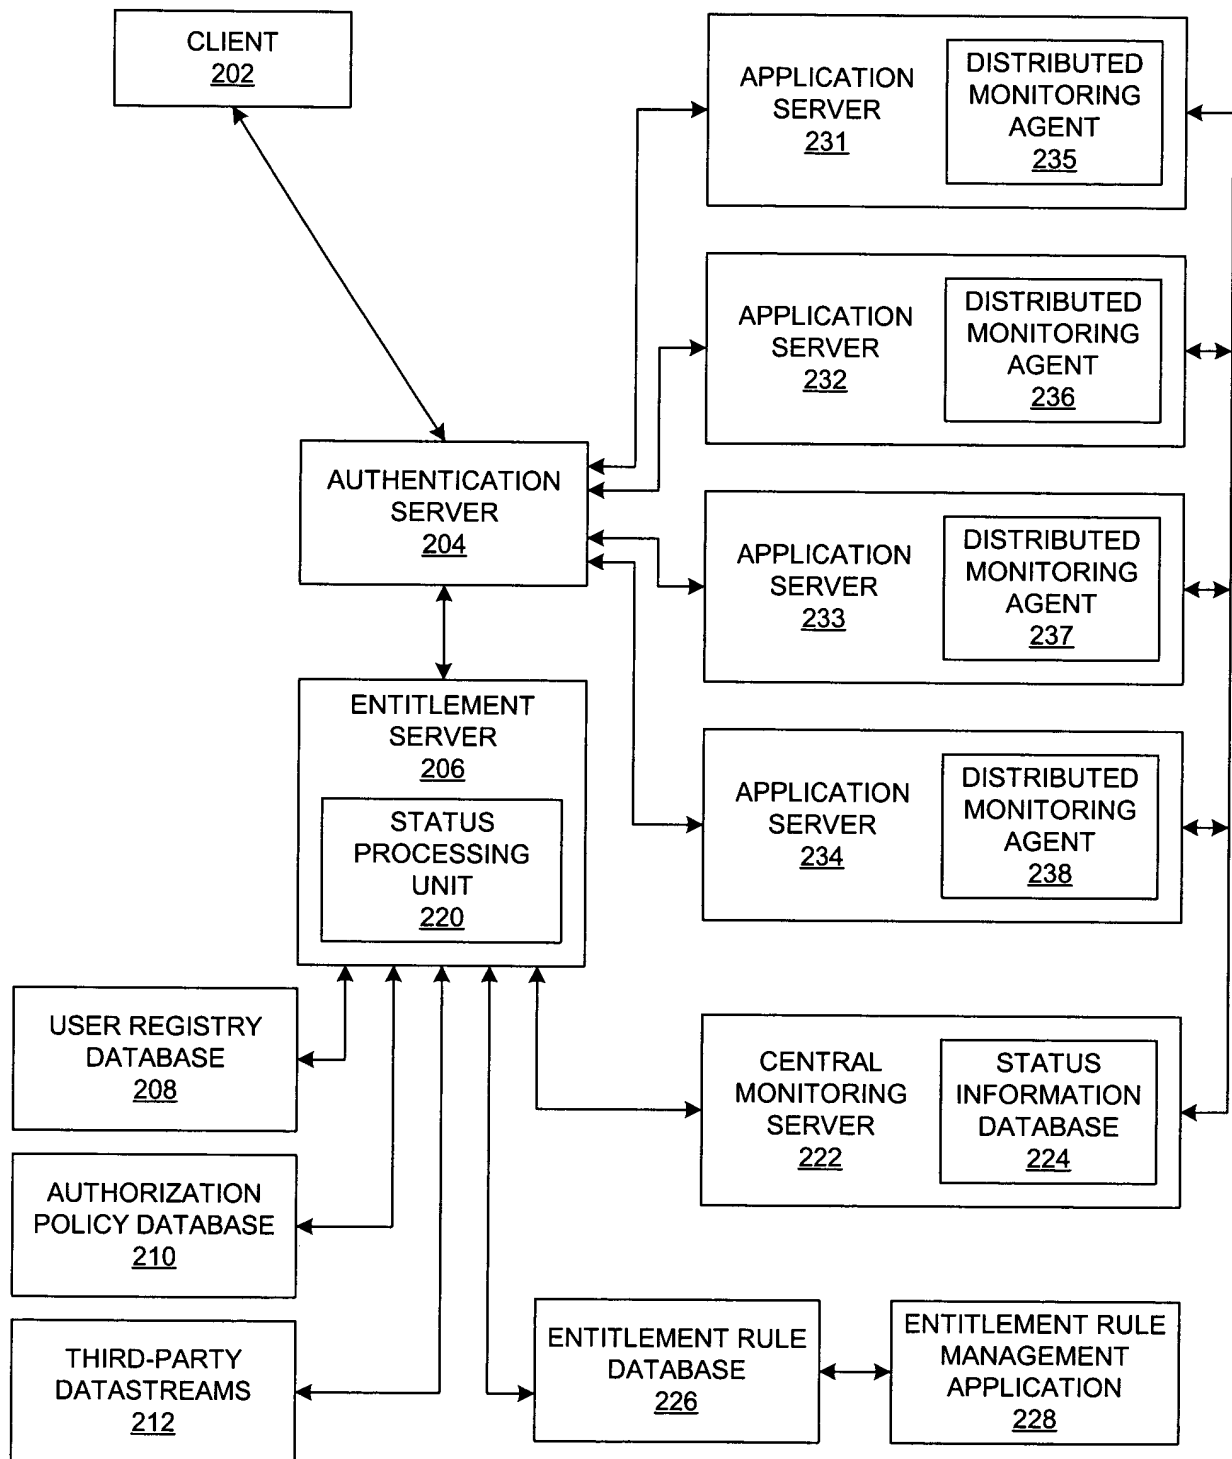 CLIENT
202
APPLICATION
SERVER
231
DISTRIBUTED
MONITORING
AGENT
235
APPLICATION
SERVER
232
DISTRIBUTED
MONITORING
AGENT
236
AUTHENTICATION
SERVER
204
APPLICATION
SERVER
233
DISTRIBUTED
MONITORING
AGENT
237
ENTITLEMENT
SERVER
206
STATUS
PROCESSING
UNIT
220
APPLICATION
SERVER
234
DISTRIBUTED
MONITORING
AGENT
238
USER REGISTRY
DATABASE
208
CENTRAL
MONITORING
SERVER
222
STATUS
INFORMATION
DATABASE
224
AUTHORIZATION
POLICY DATABASE
210
THIRD-PARTY
DATASTREAMS
212
ENTITLEMENT RULE
DATABASE
226
ENTITLEMENT RULE
MANAGEMENT
APPLICATION
228